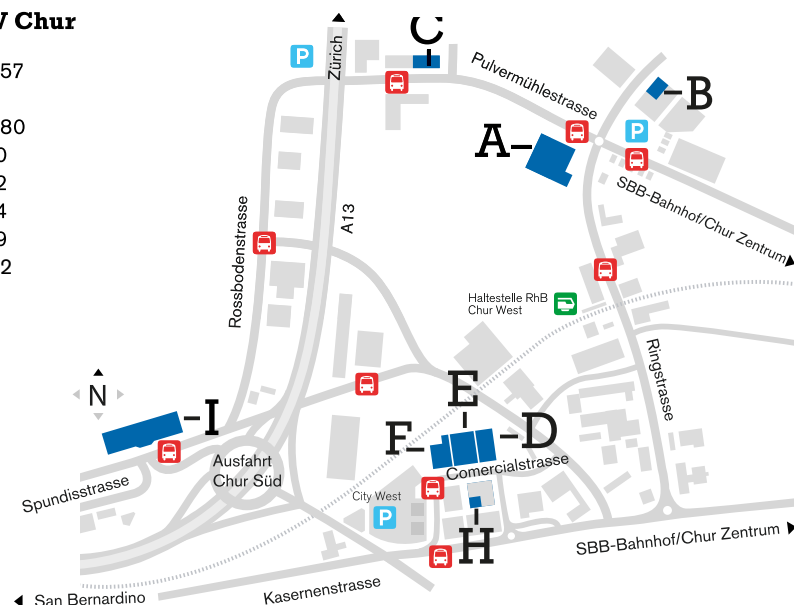 V Chur
57
80
0
2
4
9
2
C
Zürich
P
Pulvermühlestrasse
B
A
P
SBB-Bahnhof/Chur Zentrum
A13
Rossbodenstrasse
Haltestelle RhB
Chur West
Ringstrasse
N
E
I
F
D
Comercialstrasse
Ausfahrt
Chur Süd
Spundisstrasse
City West
P
H
SBB-Bahnhof/Chur Zentrum
Kasernenstrasse
San Bernardino